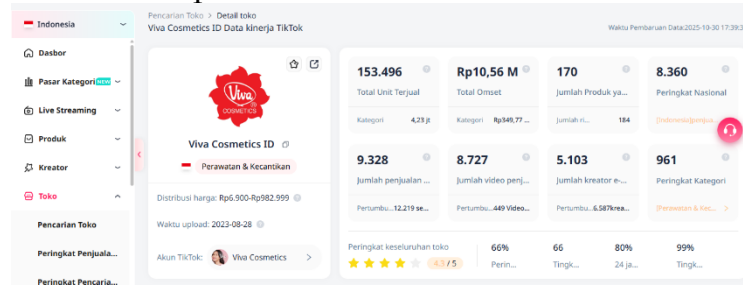 Indonesia
Dasbor
Pasar Kategori NEW
Live Streaming
Produk
Kreator
Toko
Pencarian Toko
Peringkat Penjuala...
Peringkat Pencaria...
Pencarian Toko > Detail toko
Viva Cosmetics ID Data kinerja TikTok
Waktu Pembaruan Data:2025-10-30 17:39:3
Viva
COSMETICS
Viva Cosmetics ID
Perawatan & Kecantikan
Distribusi harga: Rp6.900-Rp982.999
Waktu upload: 2023-08-28
Akun TikTok: Viva Cosmetics >
153.496
Total Unit Terjual
Kategori 4,23 jt
Rp10,56 M
Total Omset
Kategori Rp349,77 ...
170
Jumlah Produk ya...
Jumlah ri... 184
8.360
Peringkat Nasional
9.328
Jumlah penjualan ...
Pertumbu...12.219 se...
8.727
Jumlah video penj...
Pertumbu...449 Video...
5.103
Jumlah kreator e-...
Pertumbu...6.587krea...
961
Peringkat Kategori
(Perawatan & Kec... >
Peringkat keseluruhan toko
4.3 / 5
66%
Perin...
66
Tingk...
80%
24 ja...
99%
Tingk...